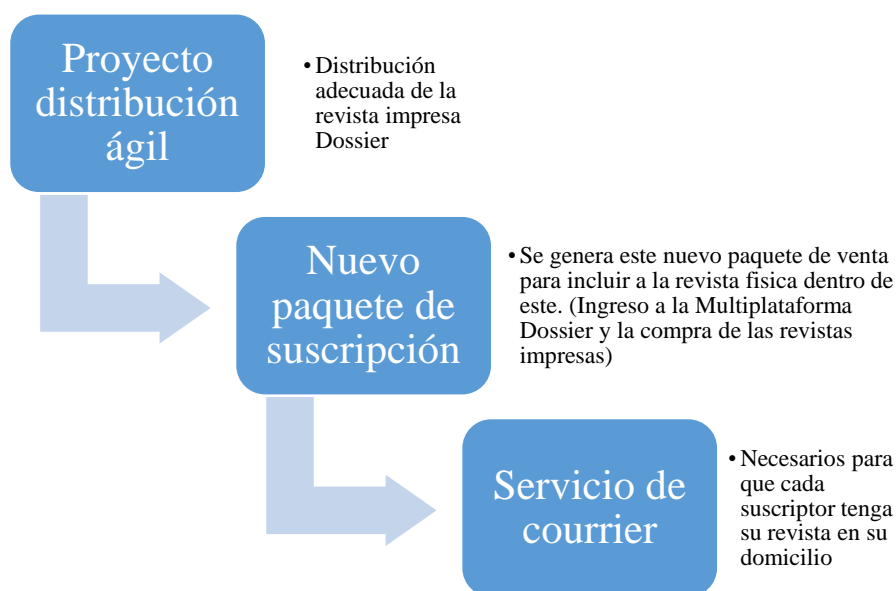 Proyecto
distribución
ágil
• Distribución
adecuada de la
revista impresa
Dossier
Nuevo
paquete de
suscripción
• Se genera este nuevo paquete de venta
para incluir a la revista fisica dentro de
este. (Ingreso a la Multiplataforma
Dossier y la compra de las revistas
impresas)
Servicio de
courrier
• Necesarios para
que cada
suscriptor tenga
su revista en su
domicilio